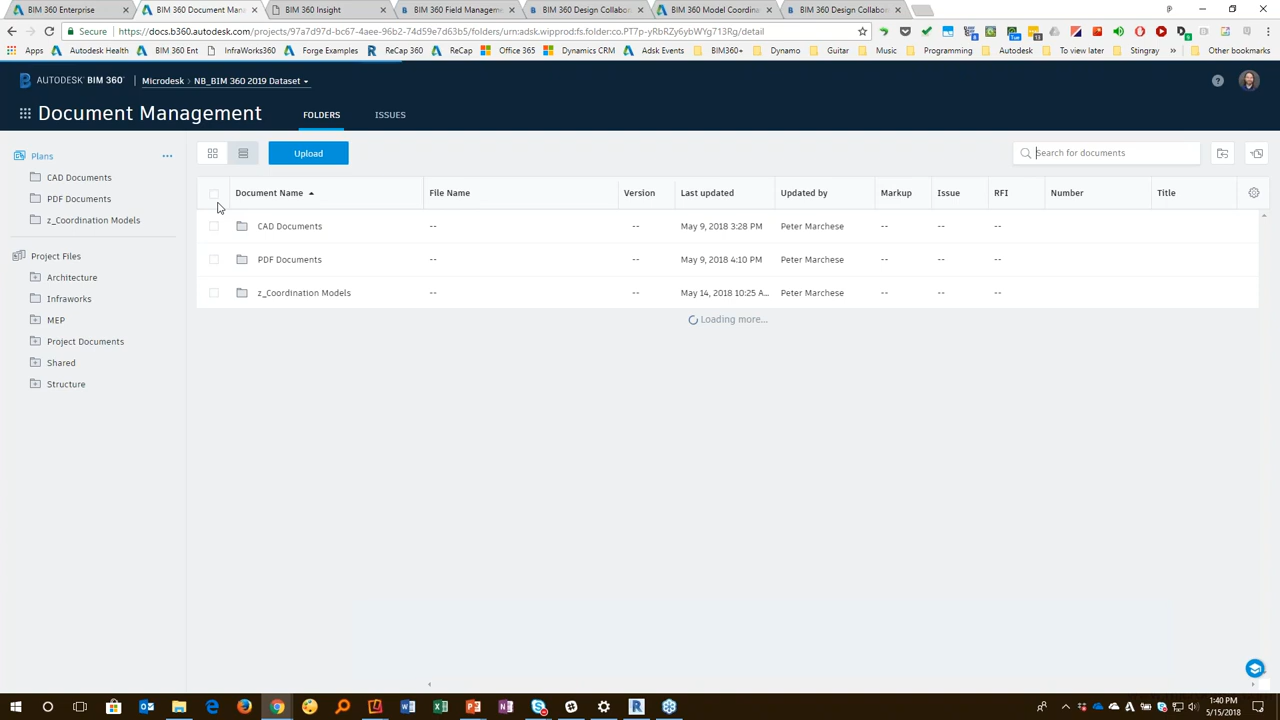 BIM 360 Enterprise
BIM 360 Document Man
BIM 360 Insight
BIM 360 Field Managem
BIM 360 Design Collabo
BIM 360 Model Coordina
BIM 360 Design Collabo
Secure
https://docs.b360.autodesk.com/projects/97a7d97d-bc67-4aee-96b2-74d59e7d63b5/folders/urn:adsk.wipprod:fs.folder:co.PT7p-yRbRZy6ybWYg713Rg/detail
Apps
Autodesk Health
BIM 360 Ent
InfraWorks360
Forge Examples
ReCap 360
ReCap
Office 365
Dynamics CRM
Adsk Events
BIM360+
Dynamo
Guitar
Music
Programming
Autodesk
To view later
Stingray
»
Other bookmarks
AUTODESK BIM 360
Microdesk > NB_BIM 360 2019 Dataset
Document Management
FOLDERS
ISSUES
Plans
...
CAD Documents
PDF Documents
z_Coordination Models
Project Files
Architecture
Infraworks
MEP
Project Documents
Shared
Structure
Upload
Search for documents
Document Name
File Name
Version
Last updated
Updated by
Markup
Issue
RFI
Number
Title
CAD Documents -- -- May 9, 2018 3:28 PM Peter Marchese -- -- --
PDF Documents -- -- May 9, 2018 4:10 PM Peter Marchese -- -- --
z_Coordination Models -- -- May 14, 2018 10:25 A... Peter Marchese -- -- --
Loading more...
1:40 PM
5/15/2018